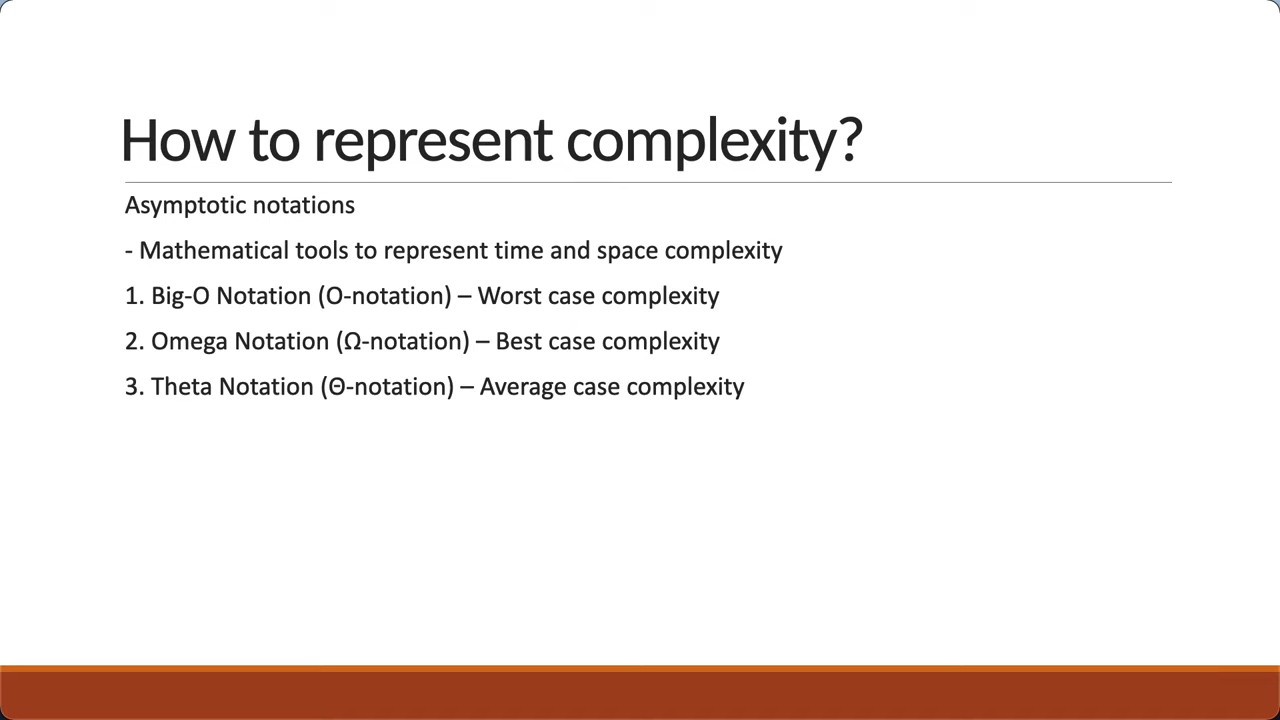 How to represent complexity?
Asymptotic notations
- Mathematical tools to represent time and space complexity
1. Big-O Notation (O-notation) – Worst case complexity
2. Omega Notation (Ω-notation) – Best case complexity
3. Theta Notation (Θ-notation) – Average case complexity